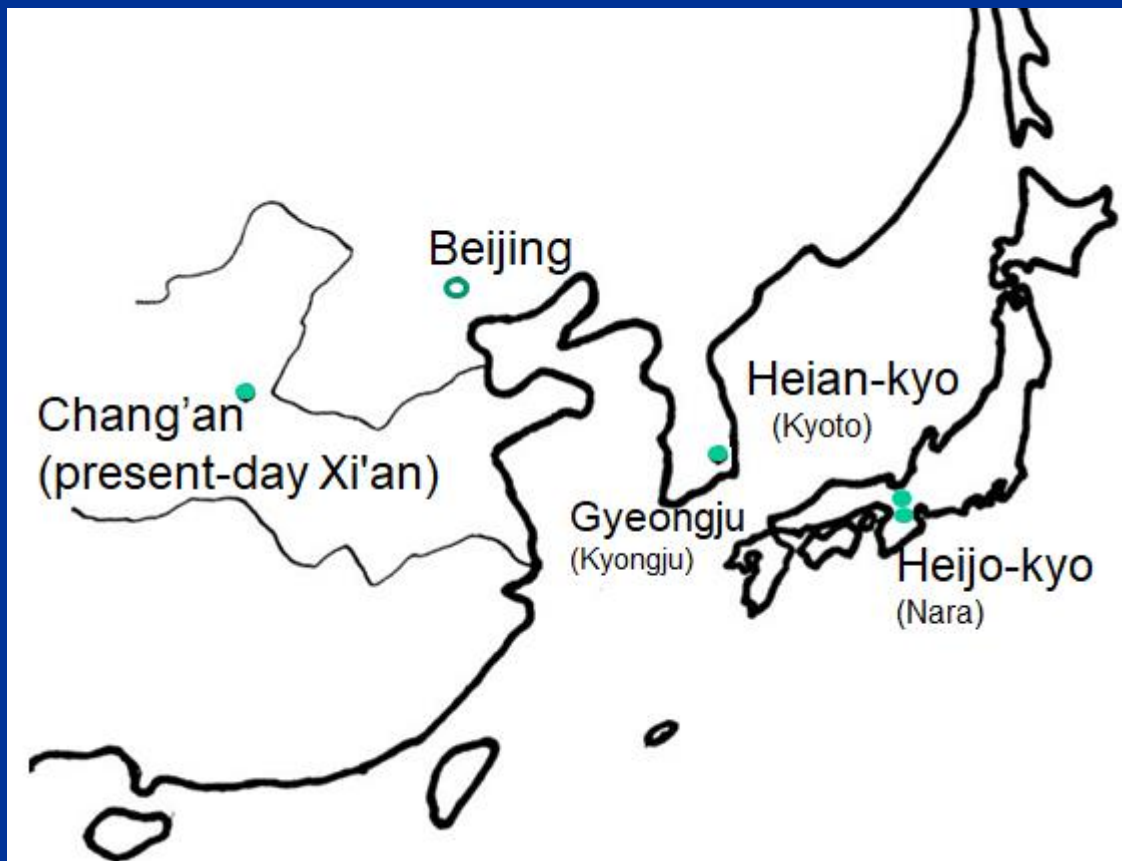 Beijing
Heian-kyo
(Kyoto)
Chang’an
(present-day Xi'an)
Gyeongju
(Kyongju)
Heijo-kyo
(Nara)